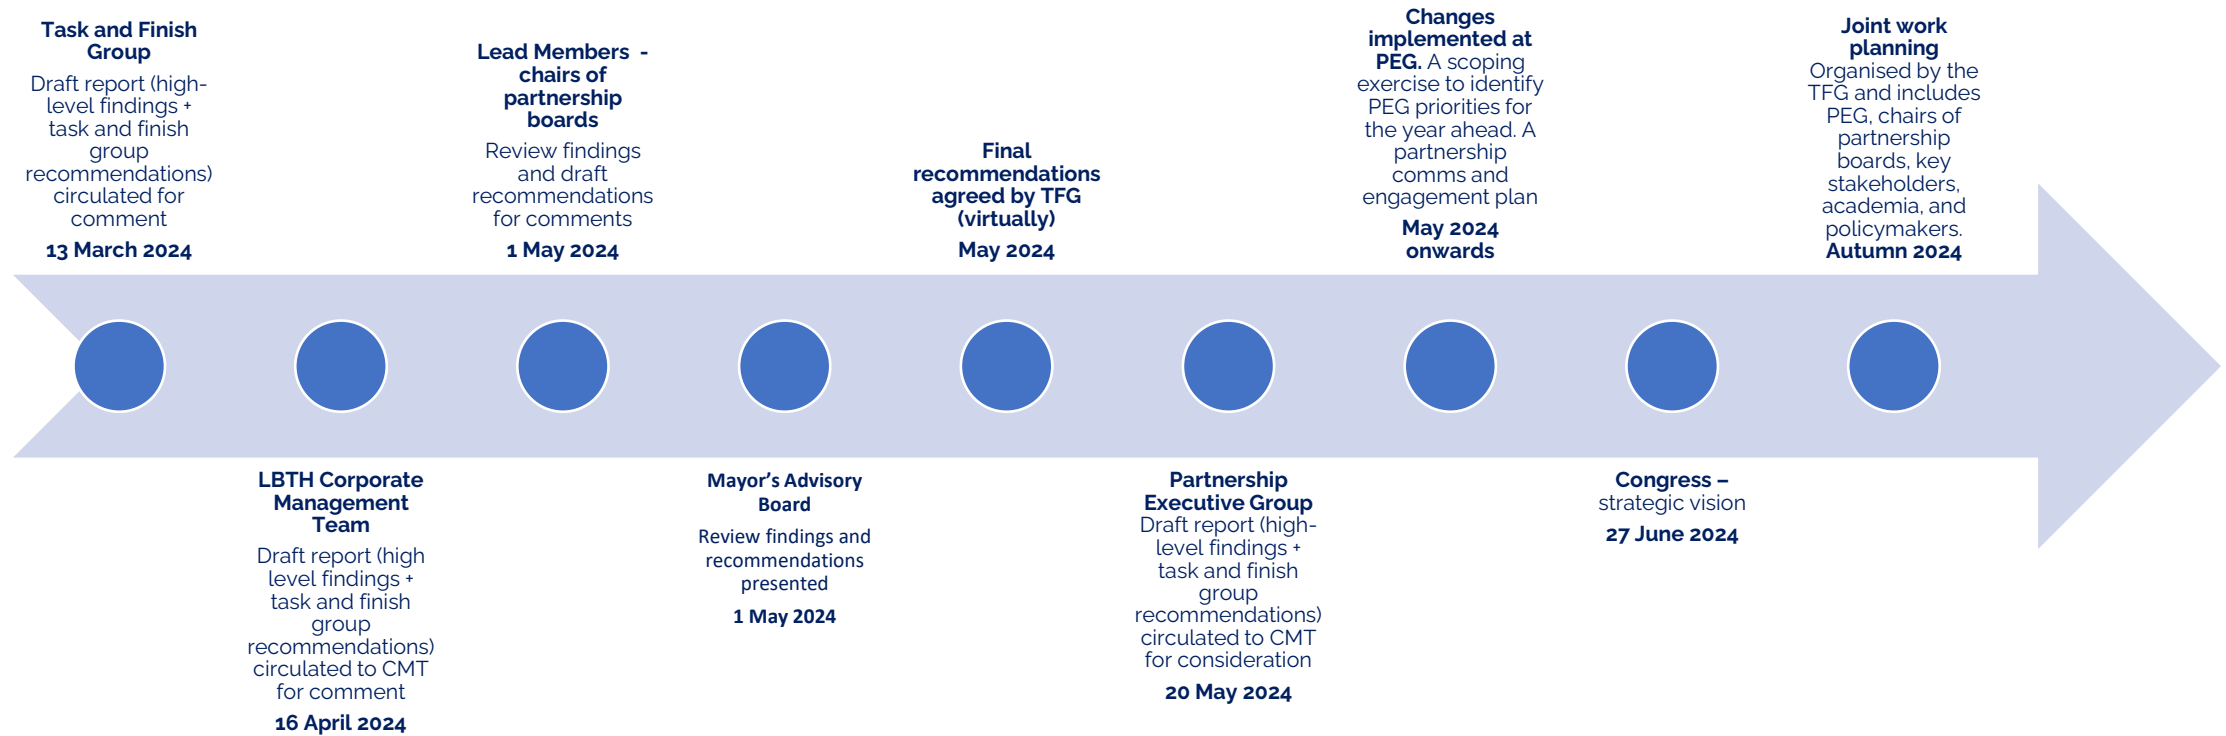 Task and Finish
Group
Draft report (high-
level findings +
task and finish
group
recommendations)
circulated for
comment
13 March 2024
LBTH Corporate
Management
Team
Draft report (high
level findings +
task and finish
group
recommendations)
circulated to CMT
for comment
16 April 2024
Lead Members -
chairs of
partnership
boards
Review findings
and draft
recommendations
for comments
1 May 2024
Mayor’s Advisory
Board
Review findings and
recommendations
presented
1 May 2024
Final
recommendations
agreed by TFG
(virtually)
May 2024
Partnership
Executive Group
Draft report (high-
level findings +
task and finish
group
recommendations)
circulated to CMT
for consideration
20 May 2024
Changes
implemented at
PEG. A scoping
exercise to identify
PEG priorities for
the year ahead. A
partnership
comms and
engagement plan
May 2024
onwards
Congress –
strategic vision
27 June 2024
Joint work
planning
Organised by the
TFG and includes
PEG, chairs of
partnership
boards, key
stakeholders,
academia, and
policymakers.
Autumn 2024